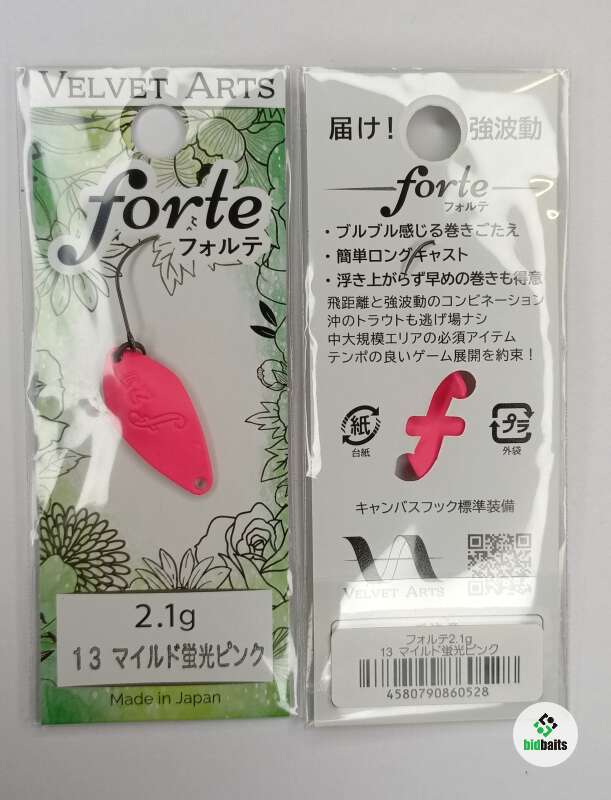 VELVET ARTS
forte
フォルテ
2.1g
13 マイルド蛍光ピンク
Made in Japan
届け！ 強波動
forte
フォルテ
・ブルブル感じる巻きごたえ
・簡単ロングキャスト
・浮き上がらず早めの巻きも得意
飛距離と強波動のコンビネーション
沖のトラウトも逃げ場ナシ
中大規模エリアの必須アイテム
テンポの良いゲーム展開を約束！
紙
台紙
プラ
外袋
キャンバスフック標準装備
VELVET ARTS
フォルテ2.1g
13 マイルド蛍光ピンク
4580790860528
bidbaits